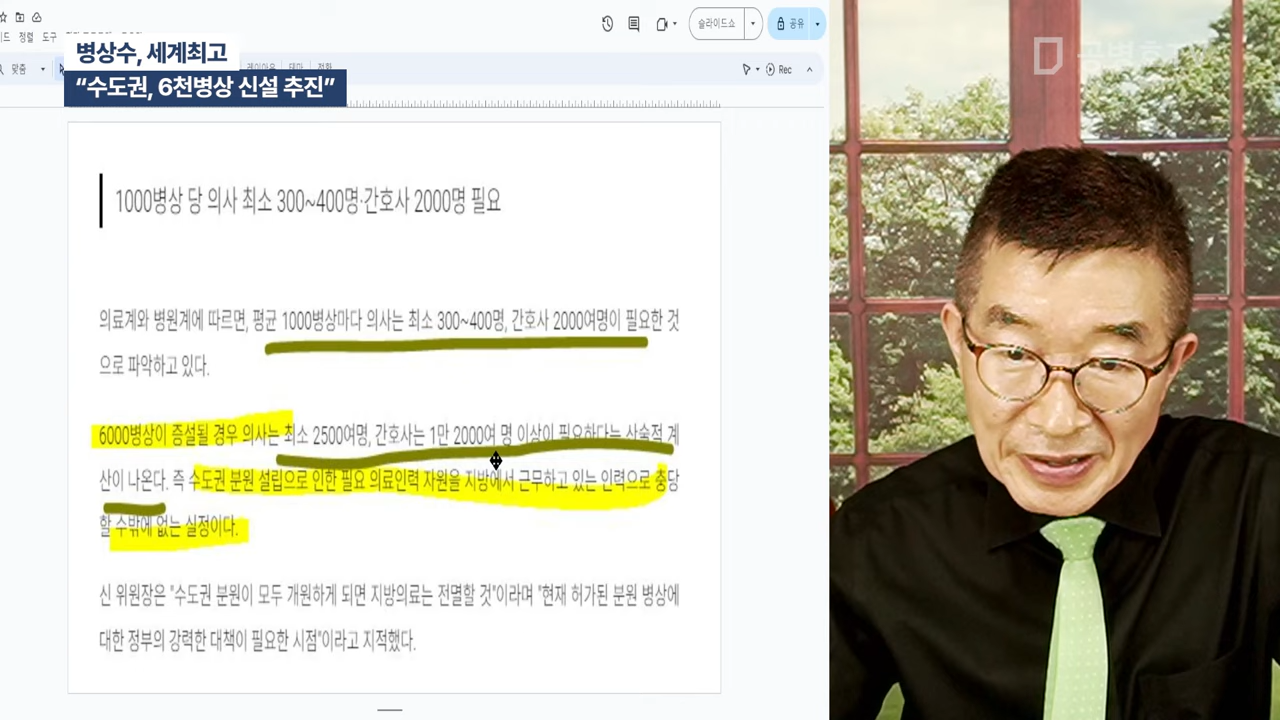 병상수, 세계최고
“수도권, 6천병상 신설 추진”
정렬 도구
맞춤
슬라이드쇼
공유
Rec
1000병상 당 의사 최소 300~400명·간호사 2000명 필요
의료계와 병원계에 따르면, 평균 1000병상마다 의사는 최소 300~400명, 간호사 2000여명이 필요한 것
으로 파악하고 있다.
6000병상이 증설될 경우 의사는 최소 2500여명, 간호사는 1만 2000여 명 이상이 필요하다는 산술적 계
산이 나온다. 즉 수도권 분원 설립으로 인한 필요 의료인력 자원을 지방에서 근무하고 있는 인력으로 충당
할 수밖에 없는 실정이다.
신 위원장은 "수도권 분원이 모두 개원하게 되면 지방의료는 전멸할 것"이라며 "현재 허가된 분원 병상에
대한 정부의 강력한 대책이 필요한 시점"이라고 지적했다.